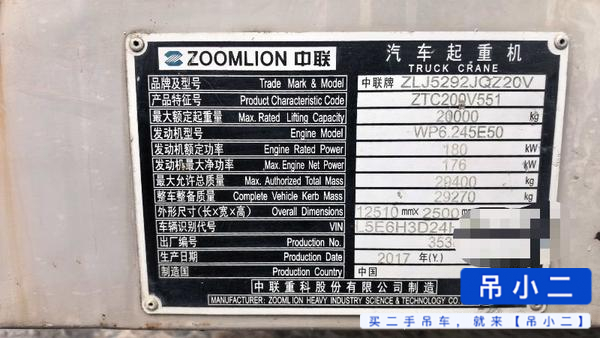 ZOOMLION 中联
汽车起重机
TRUCK CRANE
品牌及型号 Trade Mark & Model 中联牌 ZLJ5292JQZ20V
产品特征号 Product Characteristic Code ZTC200V551
最大额定起重量 Max. Rated Lifting Capacity 20000 kg
发动机型号 Engine Model WP6.245E50
发动机额定功率 Engine Rated Power 180 kW
发动机最大净功率 Max. Engine Net Power 176 kW
最大允许总质量 Max. Authorized Total Mass 29400 kg
整车整备质量 Complete Vehicle Kerb Mass 29270 kg
外形尺寸(长×宽×高) Overall Dimensions 12510 mm× 2500
车辆识别代号 VIN L5E6H3D24
出厂编号 Production No. 353
生产日期 Production Date 2017 年(Y.)
制造国 Production Country 中国
中联重科股份有限公司制造
MANUFACTURER: ZOOMLION HEAVY INDUSTRY SCIENCE & TECHNOLOGY CO
吊小二
买二手吊车，就来【吊小二】